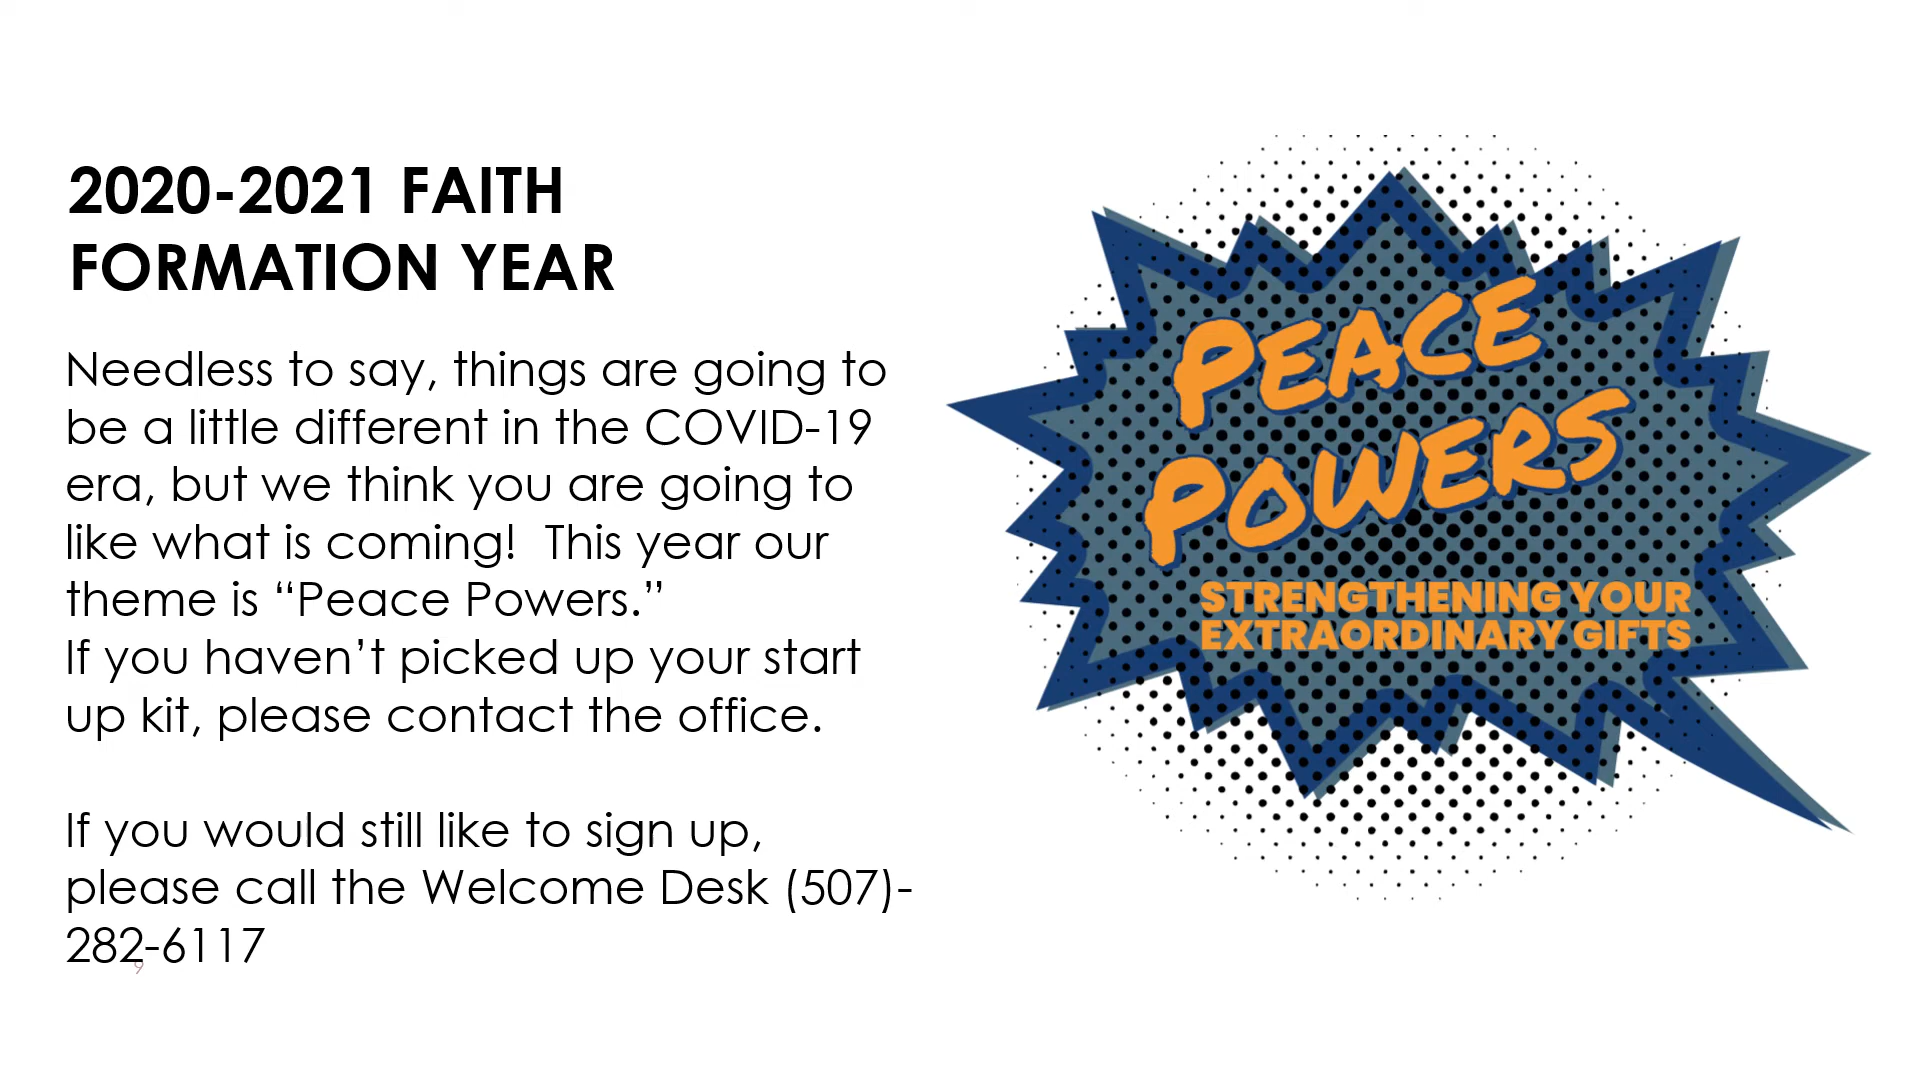 2020-2021 FAITH
FORMATION YEAR
Needless to say, things are going to
be a little different in the COVID-19
era, but we think you are going to
like what is coming!  This year our
theme is “Peace Powers.”
If you haven’t picked up your start
up kit, please contact the office.
If you would still like to sign up,
please call the Welcome Desk (507)-
282-6117
9
PEACE
POWERS
STRENGTHENING YOUR
EXTRAORDINARY GIFTS